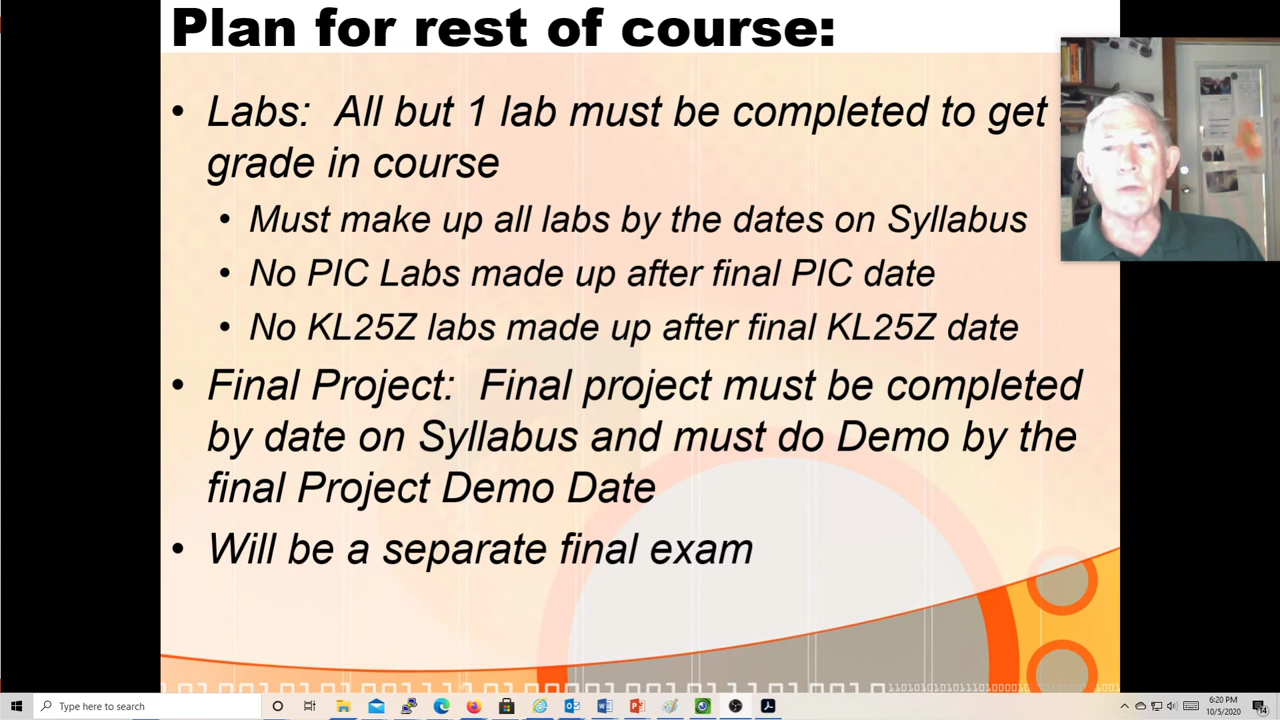 Plan for rest of course:
• Labs: All but 1 lab must be completed to get
grade in course
• Must make up all labs by the dates on Syllabus
• No PIC Labs made up after final PIC date
• No KL25Z labs made up after final KL25Z date
• Final Project: Final project must be completed
by date on Syllabus and must do Demo by the
final Project Demo Date
• Will be a separate final exam
Type here to search
6:20 PM
10/5/2020